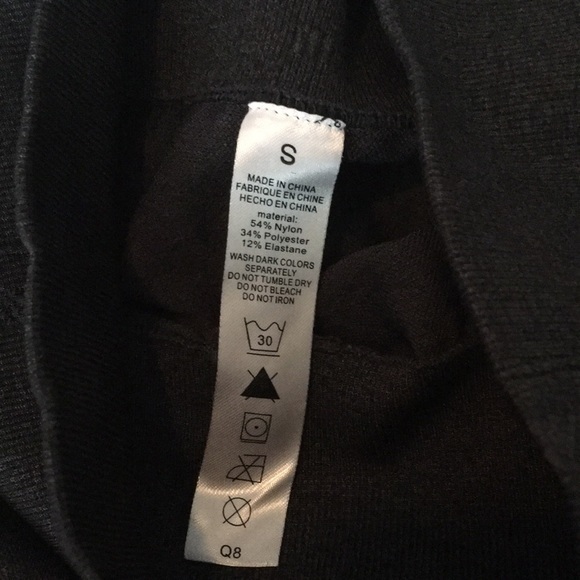 S
MADE IN CHINA
FABRIQUE EN CHINE
HECHO EN CHINA
material:
54% Nylon
34% Polyester
12% Elastane
WASH DARK COLORS
SEPARATELY
DO NOT TUMBLE DRY
DO NOT BLEACH
DO NOT IRON
30
Q8